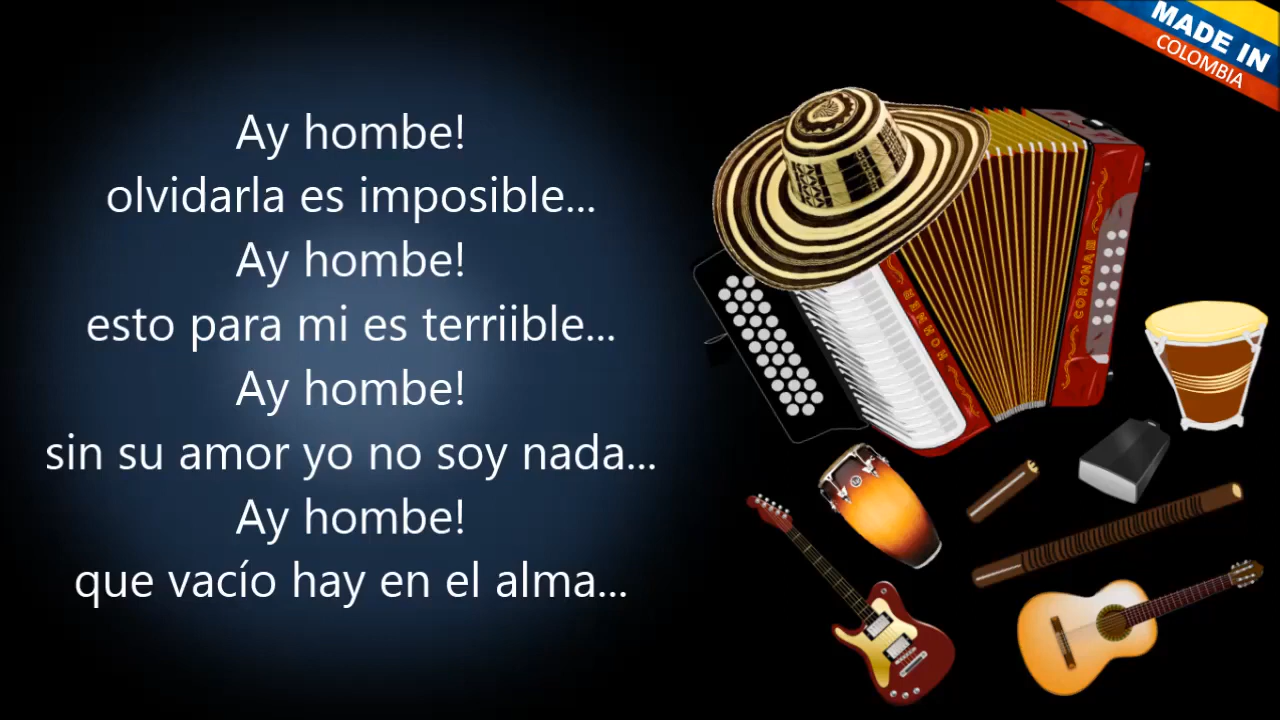 MADE IN
COLOMBIA
Ay hombe!
olvidarla es imposible...
Ay hombe!
esto para mi es terriible...
Ay hombe!
sin su amor yo no soy nada...
Ay hombe!
que vacío hay en el alma...
CORONA III